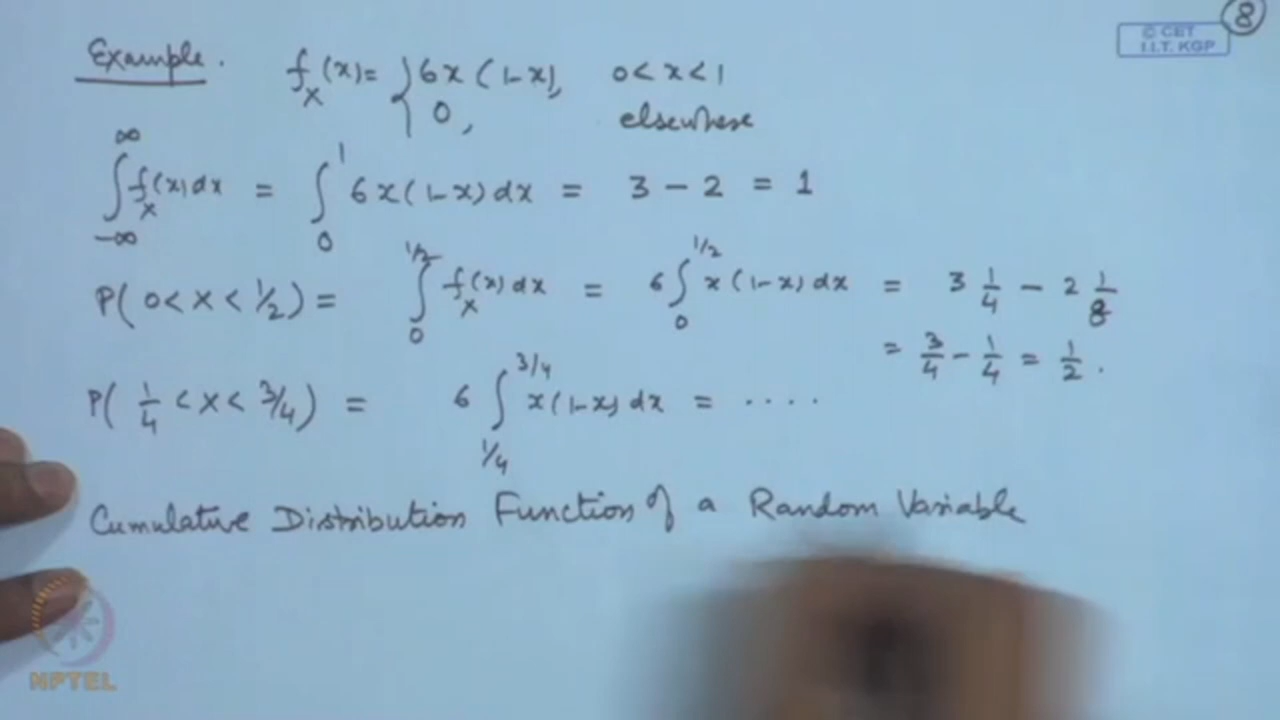 8
© CET
I.I.T. KGP
Example. f_X(x) = { 6x(1-x), 0 < x < 1
0, elsewhere
∫_{-∞}^{∞} f_X(x) dx = ∫_0^1 6x(1-x) dx = 3 - 2 = 1
P(0 < X < 1/2) = ∫_0^{1/2} f_X(x) dx = 6 ∫_0^{1/2} x(1-x) dx = 3 1/4 - 2 1/8
= 3/4 - 1/4 = 1/2.
P(1/4 < X < 3/4) = 6 ∫_{1/4}^{3/4} x(1-x) dx = ....
Cumulative Distribution Function of a Random Variable
NPTEL